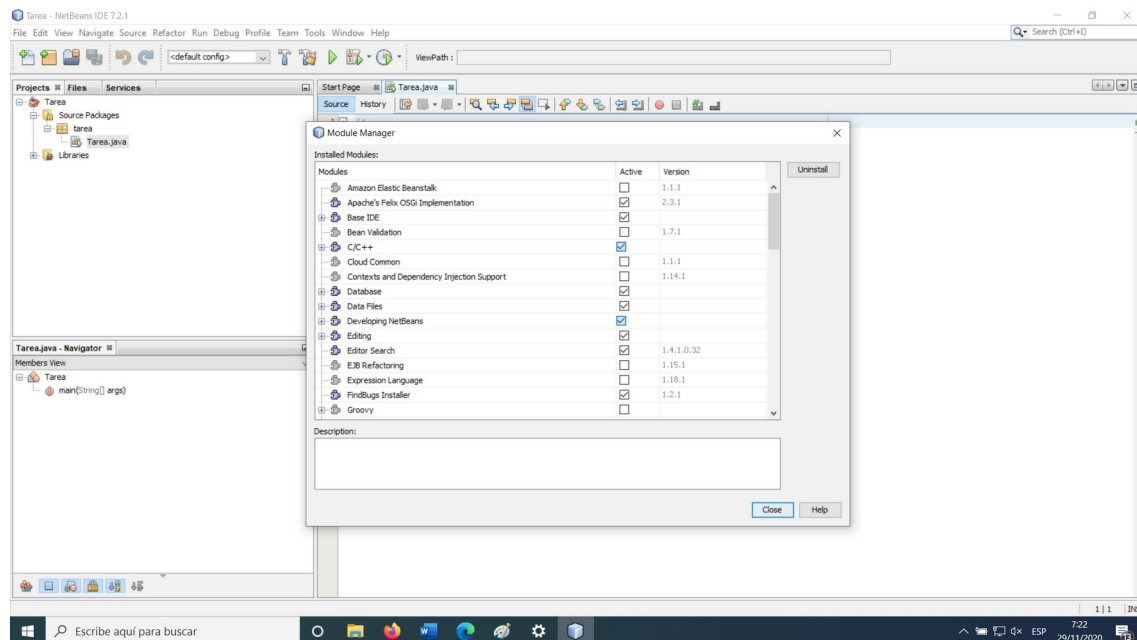 Tarea - NetBeans IDE 7.2.1
File Edit View Navigate Source Refactor Run Debug Profile Team Tools Window Help
Search (Ctrl+I)
<default config>
ViewPath :
Projects Files Services
Start Page Tarea.java
Tarea
Source History
Source Packages
tarea
Tarea.java
Libraries
Module Manager
Installed Modules:
Modules Active Version
Uninstall
Amazon Elastic Beanstalk 1.1.1
Apache's Felix OSGi Implementation 2.3.1
Base IDE
Bean Validation 1.7.1
C/C++
Cloud Common 1.1.1
Contexts and Dependency Injection Support 1.14.1
Database
Data Files
Developing NetBeans
Editing
Editor Search 1.4.1.0.32
EJB Refactoring 1.15.1
Expression Language 1.18.1
FindBugs Installer 1.2.1
Groovy
Tarea.java - Navigator
Members View
Tarea
main(String[] args)
Description:
Close Help
1|1
Escribe aquí para buscar
ESP
7:22
29/11/2020
13